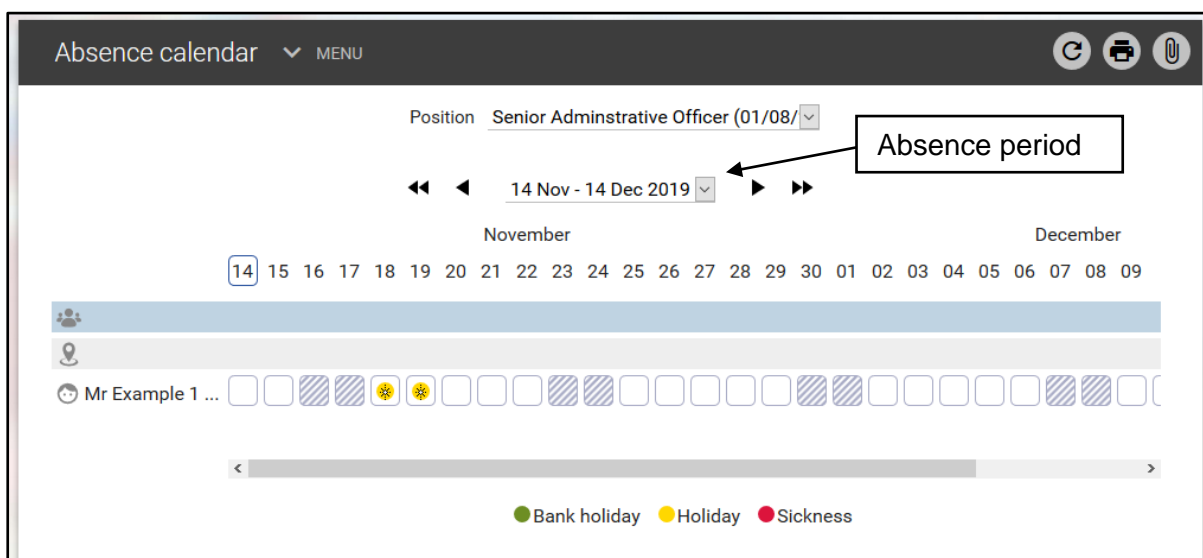 Absence calendar MENU
Position Senior Adminstrative Officer (01/08/
Absence period
14 Nov - 14 Dec 2019
November December
14 15 16 17 18 19 20 21 22 23 24 25 26 27 28 29 30 01 02 03 04 05 06 07 08 09
Mr Example 1 ...
Bank holiday Holiday Sickness